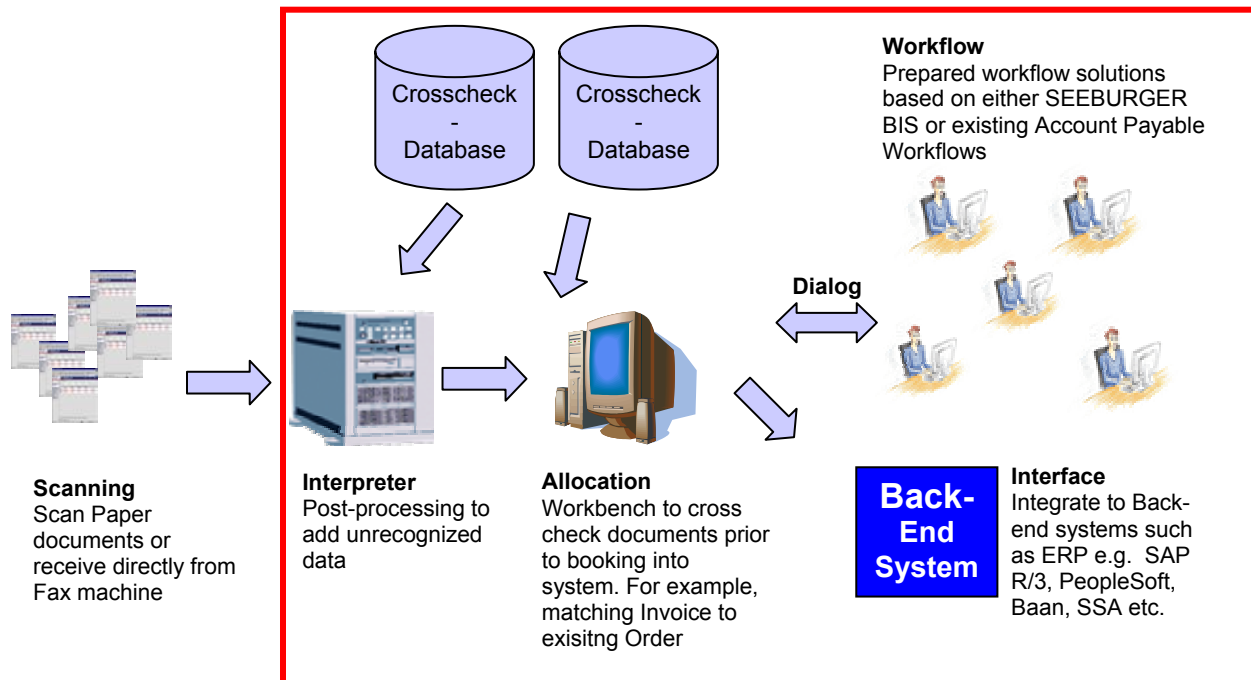 Crosscheck
-
Database
Crosscheck
-
Database
Workflow
Prepared workflow solutions
based on either SEEBURGER
BIS or existing Account Payable
Workflows
Dialog
Scanning
Scan Paper
documents or
receive directly from
Fax machine
Interpreter
Post-processing to
add unrecognized
data
Allocation
Workbench to cross
check documents prior
to booking into
system. For example,
matching Invoice to
exisitng Order
Back-
End
System
Interface
Integrate to Back-
end systems such
as ERP e.g. SAP
R/3, PeopleSoft,
Baan, SSA etc.